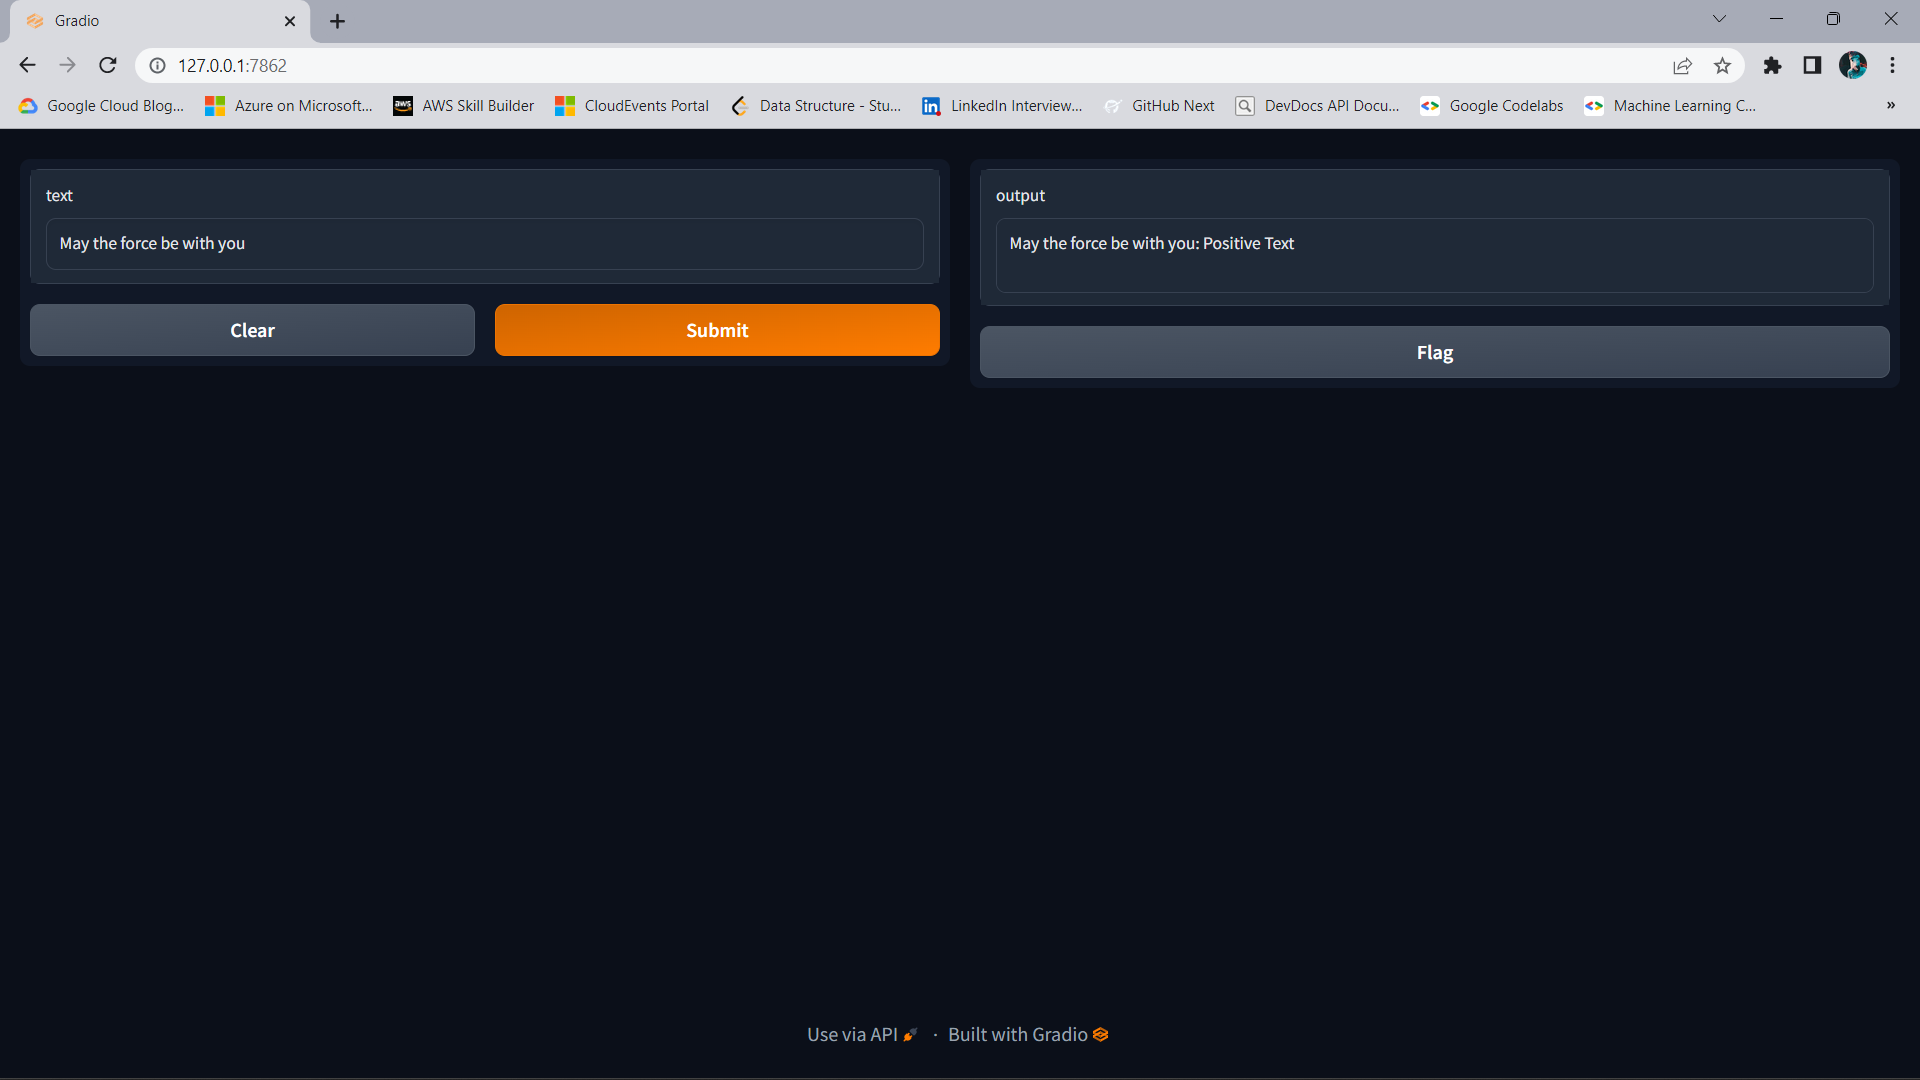 Gradio
127.0.0.1:7862
Google Cloud Blog... Azure on Microsoft... aws AWS Skill Builder CloudEvents Portal Data Structure - Stu... in LinkedIn Interview... GitHub Next DevDocs API Docu... Google Codelabs Machine Learning C... »
text
May the force be with you
Clear Submit
output
May the force be with you: Positive Text
Flag
Use via API · Built with Gradio